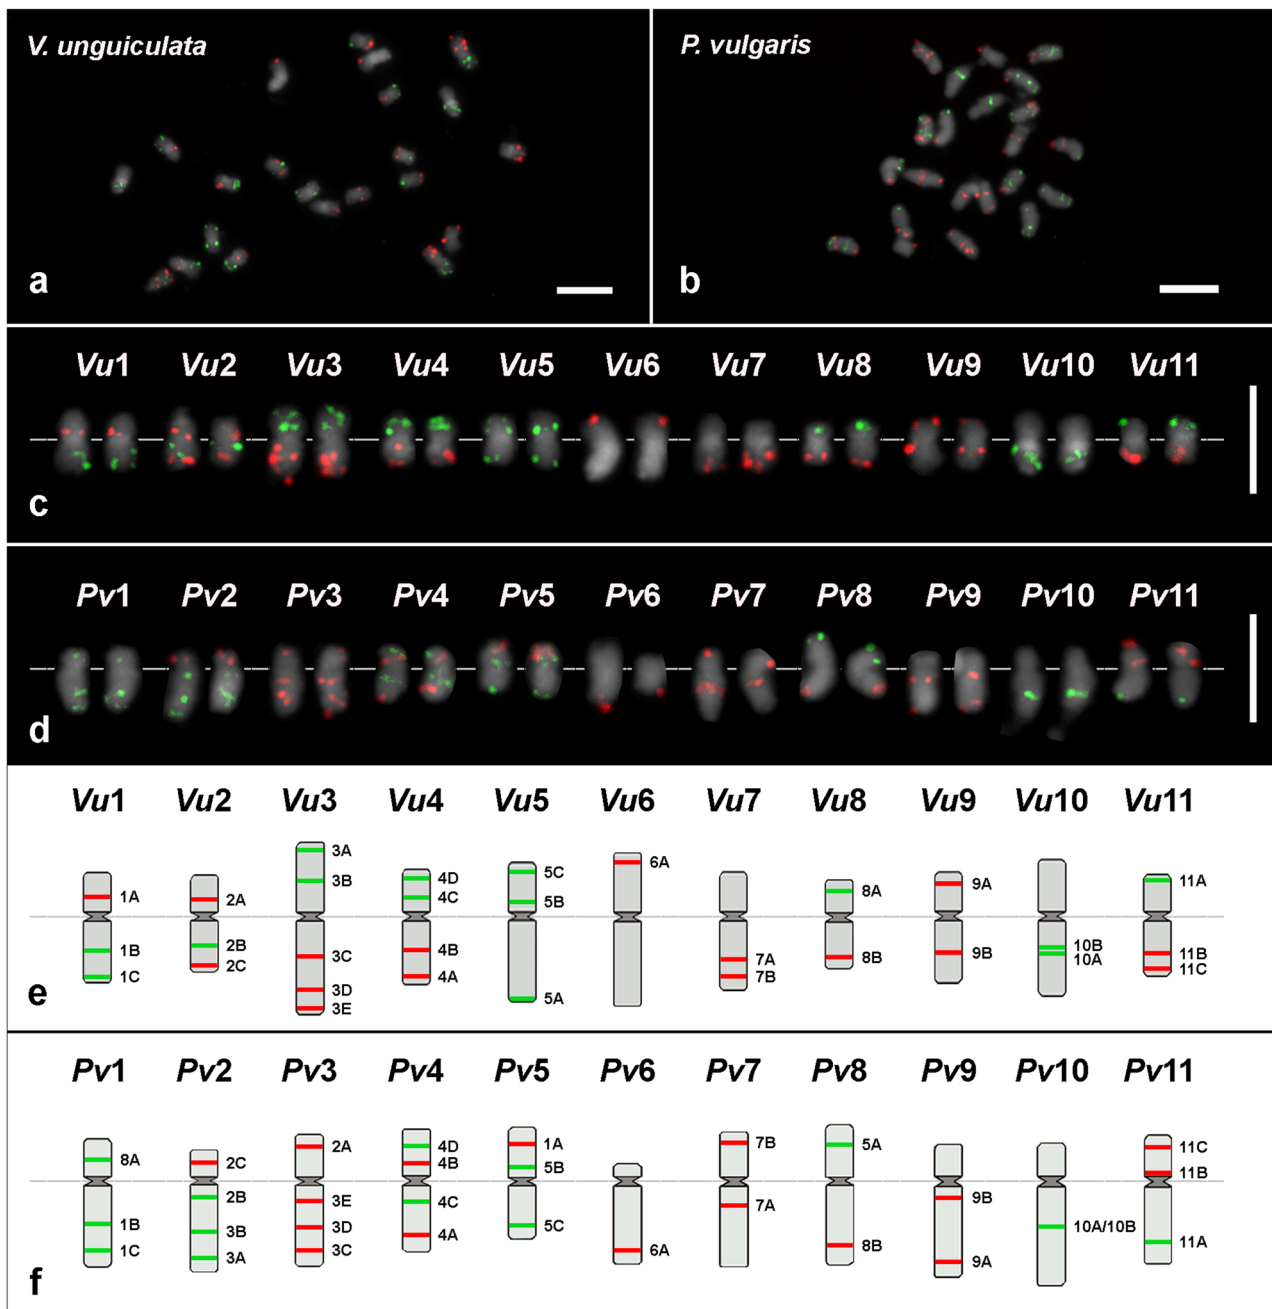 V. unguiculata
P. vulgaris
a
b
Vu1 Vu2 Vu3 Vu4 Vu5 Vu6 Vu7 Vu8 Vu9 Vu10 Vu11
c
Pv1 Pv2 Pv3 Pv4 Pv5 Pv6 Pv7 Pv8 Pv9 Pv10 Pv11
d
Vu1 Vu2 Vu3 Vu4 Vu5 Vu6 Vu7 Vu8 Vu9 Vu10 Vu11
1A
1B
1C
2A
2B
2C
3A
3B
3C
3D
3E
4D
4C
4B
4A
5C
5B
5A
6A
7A
7B
8A
8B
9A
9B
10B
10A
11A
11B
11C
e
Pv1 Pv2 Pv3 Pv4 Pv5 Pv6 Pv7 Pv8 Pv9 Pv10 Pv11
8A
1B
1C
2C
2B
3B
3A
2A
3E
3D
3C
4D
4B
4C
4A
1A
5B
5C
6A
7B
7A
5A
8B
9B
9A
10A/10B
11C
11B
11A
f